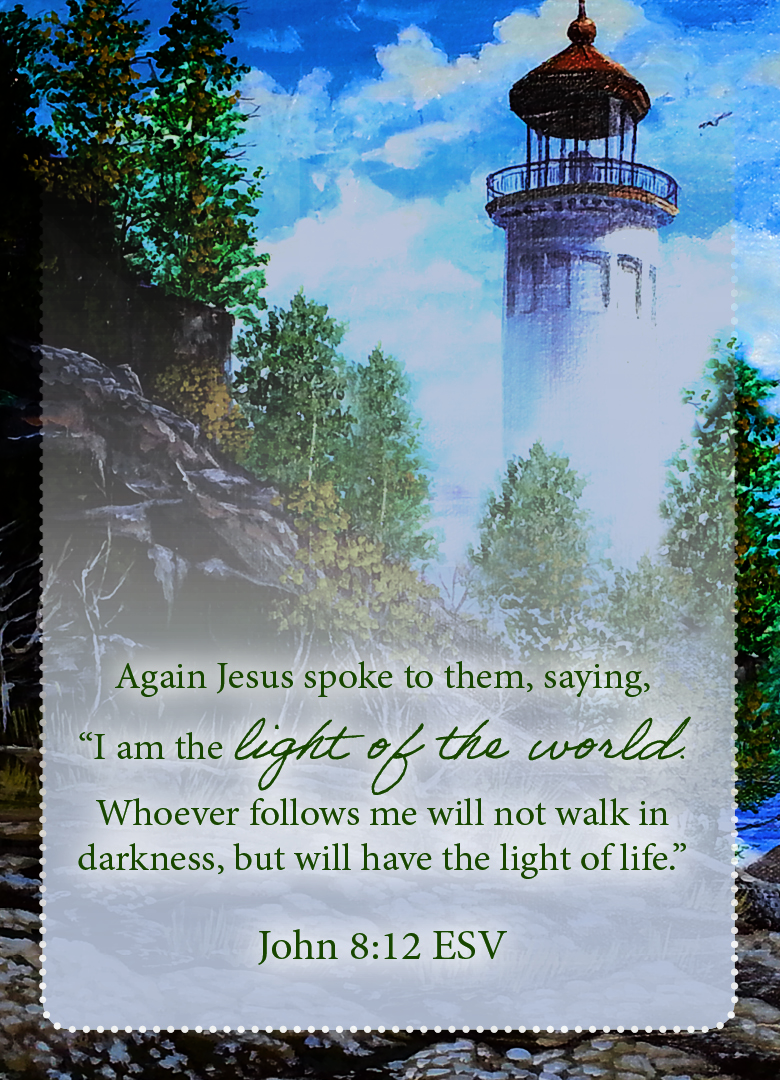 Again Jesus spoke to them, saying,
“I am the light of the world.
Whoever follows me will not walk in
darkness, but will have the light of life.”
John 8:12 ESV